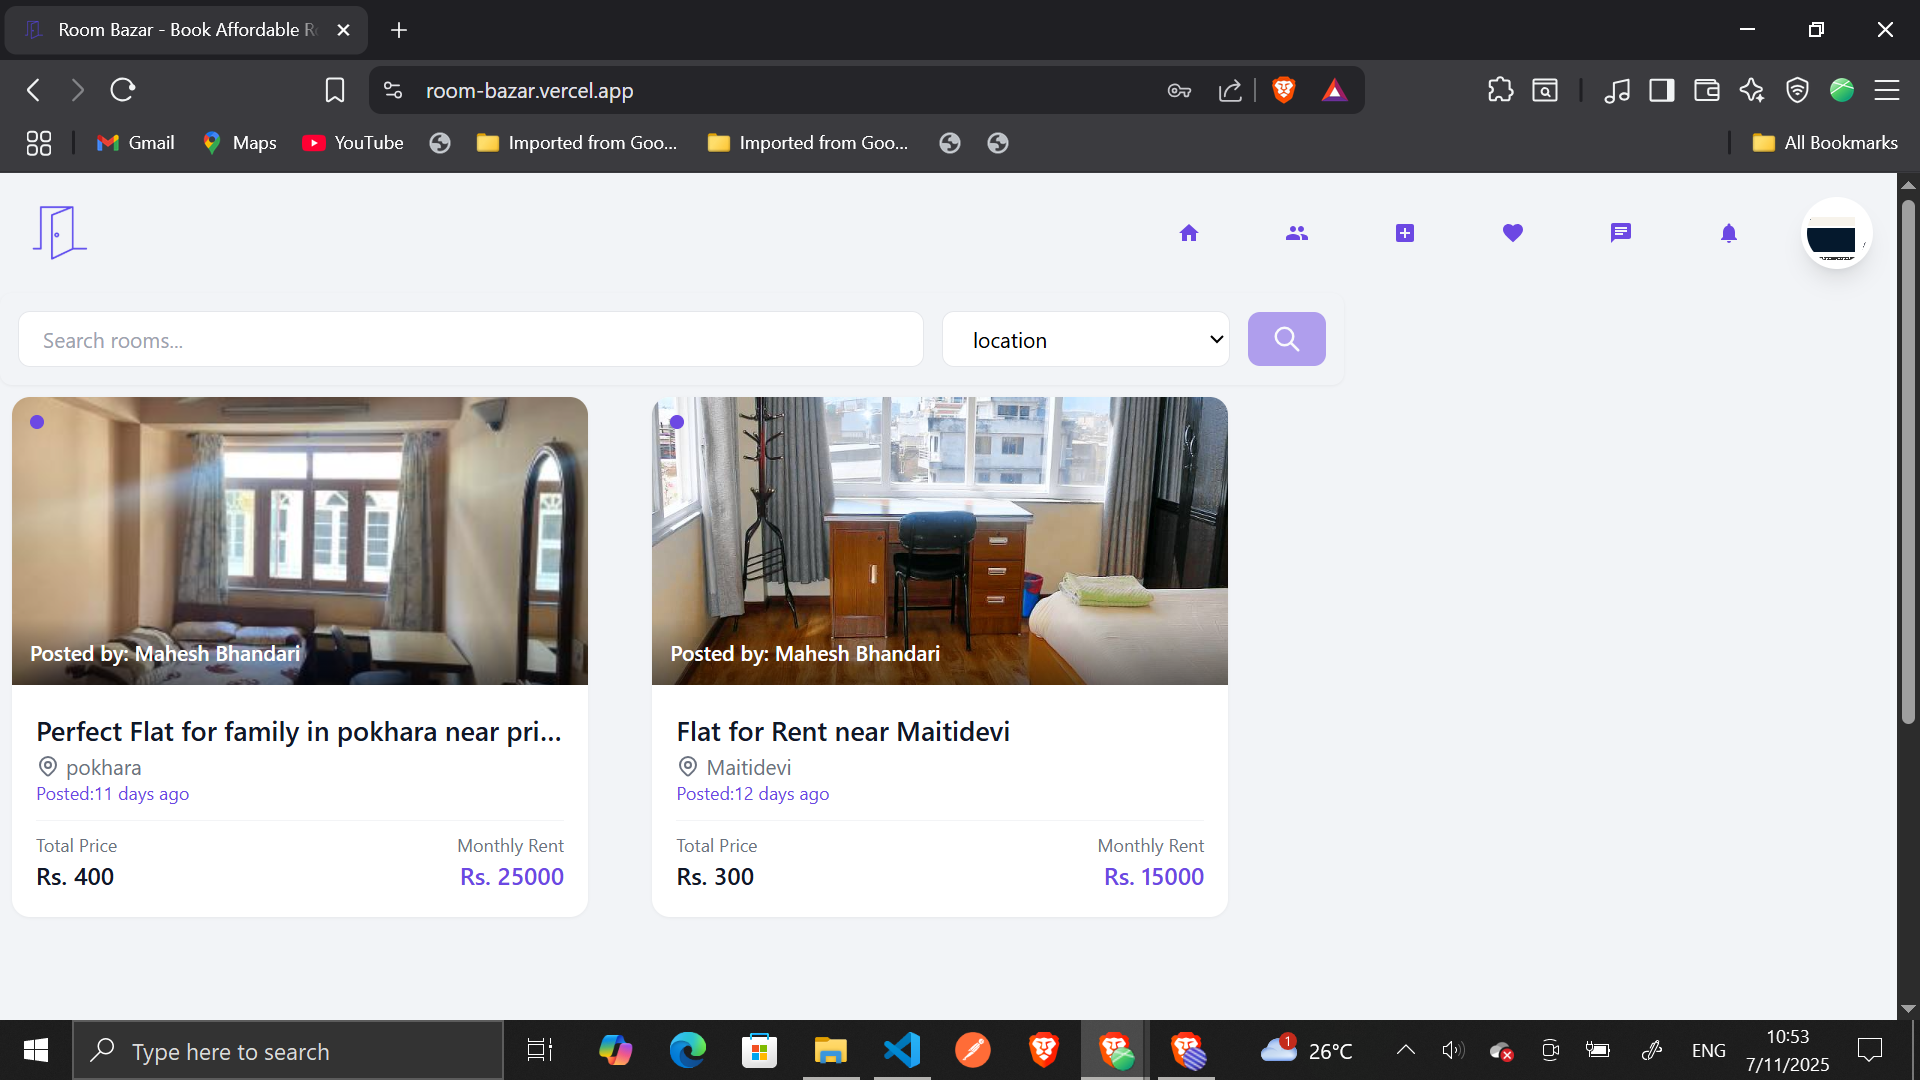 Room Bazar - Book Affordable Ro
room-bazar.vercel.app
Gmail
Maps
YouTube
Imported from Goo...
Imported from Goo...
All Bookmarks
Search rooms...
location
Posted by: Mahesh Bhandari
Perfect Flat for family in pokhara near pri...
pokhara
Posted:11 days ago
Total Price
Monthly Rent
Rs. 400
Rs. 25000
Posted by: Mahesh Bhandari
Flat for Rent near Maitidevi
Maitidevi
Posted:12 days ago
Total Price
Monthly Rent
Rs. 300
Rs. 15000
Type here to search
1
26°C
ENG
10:53
7/11/2025